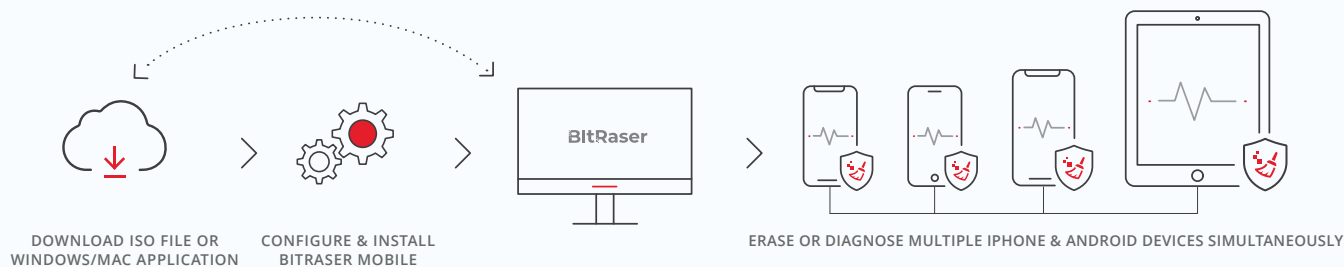 BItRaser
DOWNLOAD ISO FILE OR
WINDOWS/MAC APPLICATION
CONFIGURE & INSTALL
BITRASER MOBILE
ERASE OR DIAGNOSE MULTIPLE IPHONE & ANDROID DEVICES SIMULTANEOUSLY